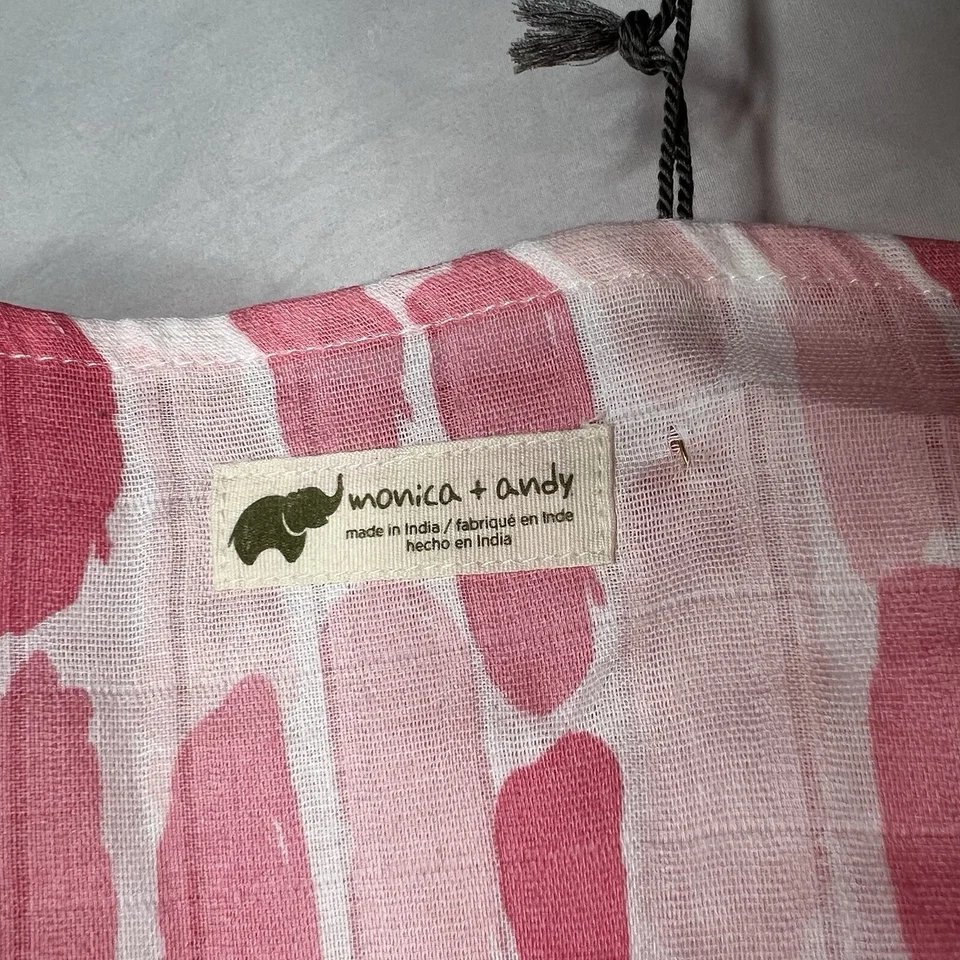 monica + andy
made in India / fabriqué en Inde
hecho en India